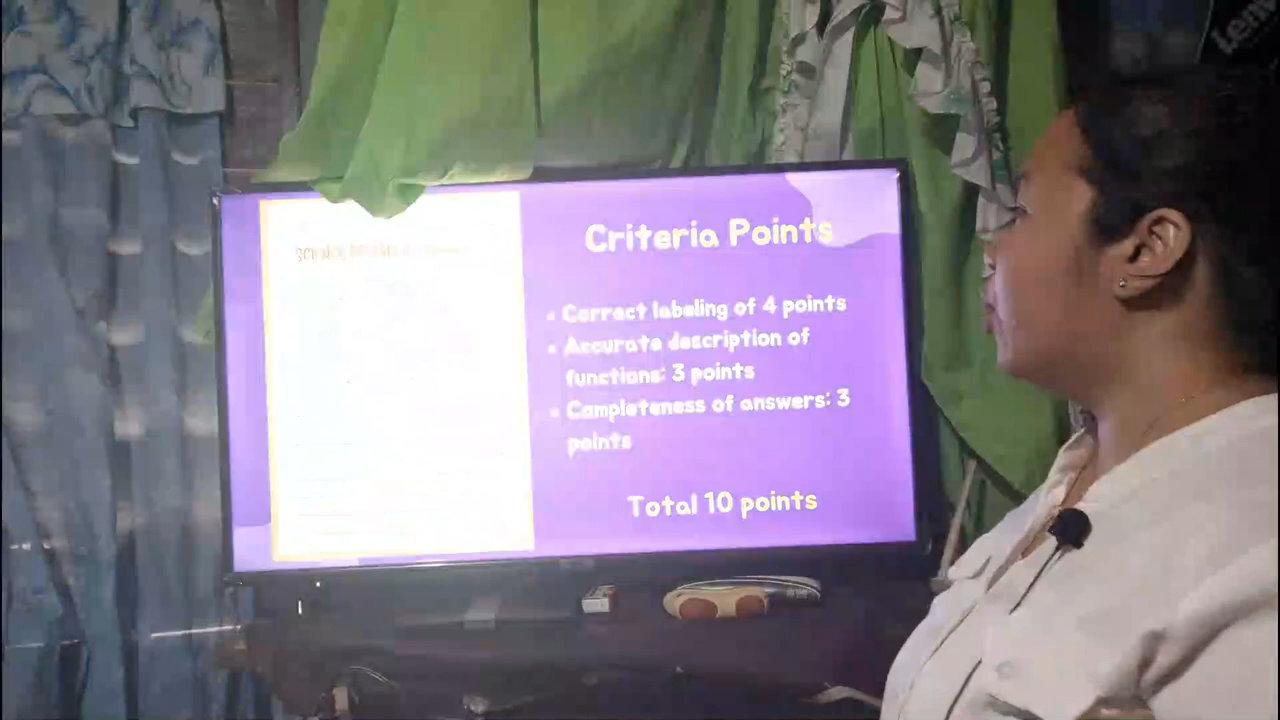 SCIENCE
Criteria Points
• Correct labeling of 4 points
• Accurate description of
functions: 3 points
• Completeness of answers: 3
points
Total 10 points